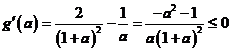 g′(a) = 2/(1+a)² − 1/a = (−a²−1)/(a(1+a)²) ≤ 0